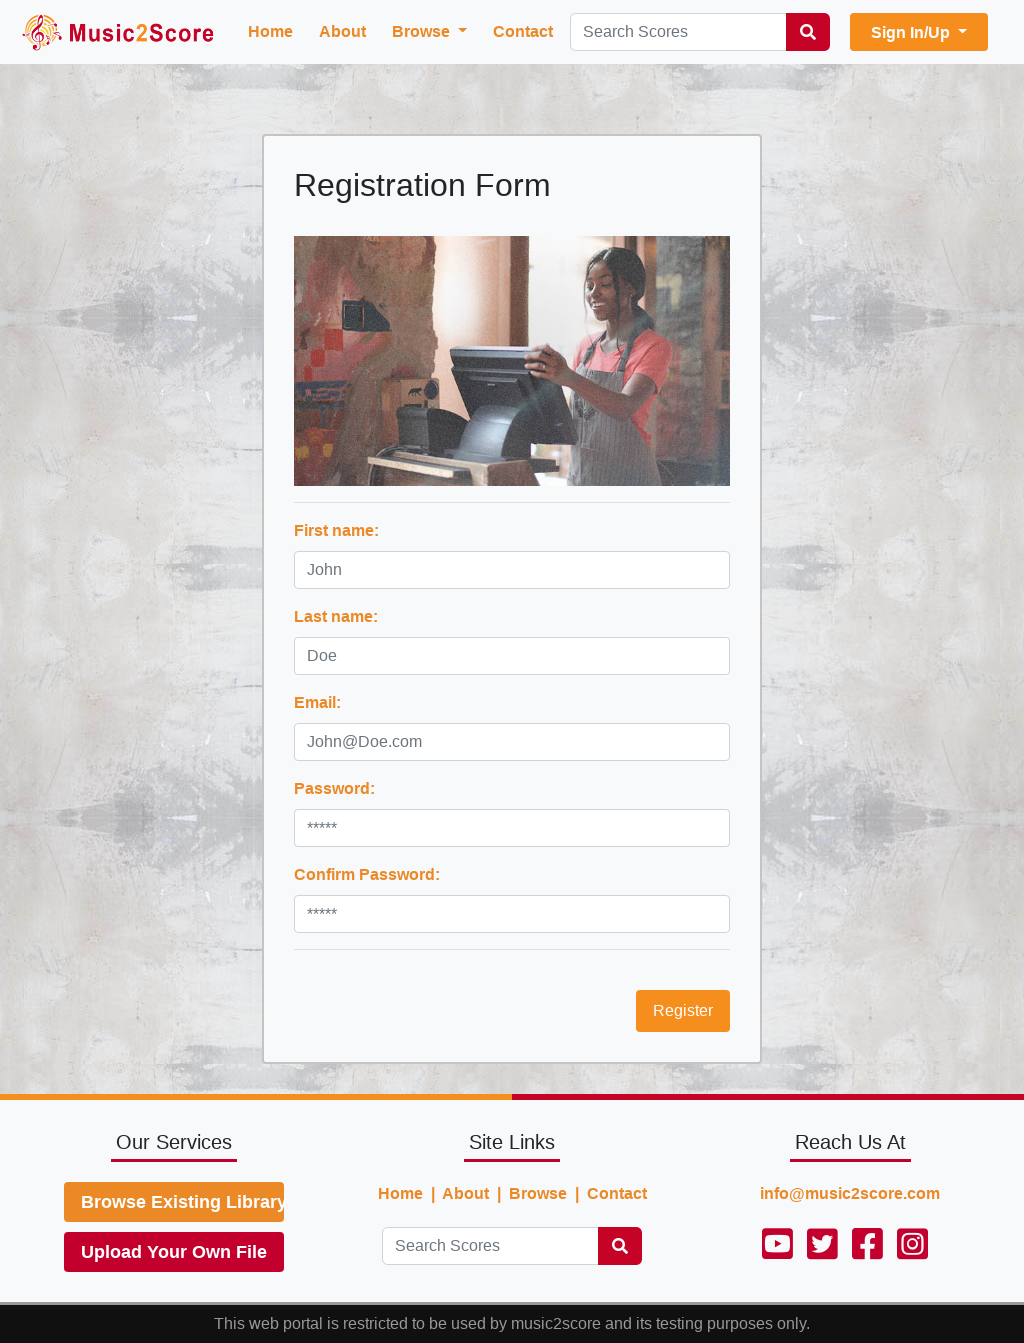 Music2Score Home About Browse Contact Search Scores Sign In/Up
Registration Form
First name:
John
Last name:
Doe
Email:
John@Doe.com
Password:
*****
Confirm Password:
*****
Register
Our Services
Browse Existing Library
Upload Your Own File
Site Links
Home | About | Browse | Contact
Search Scores
Reach Us At
info@music2score.com
This web portal is restricted to be used by music2score and its testing purposes only.